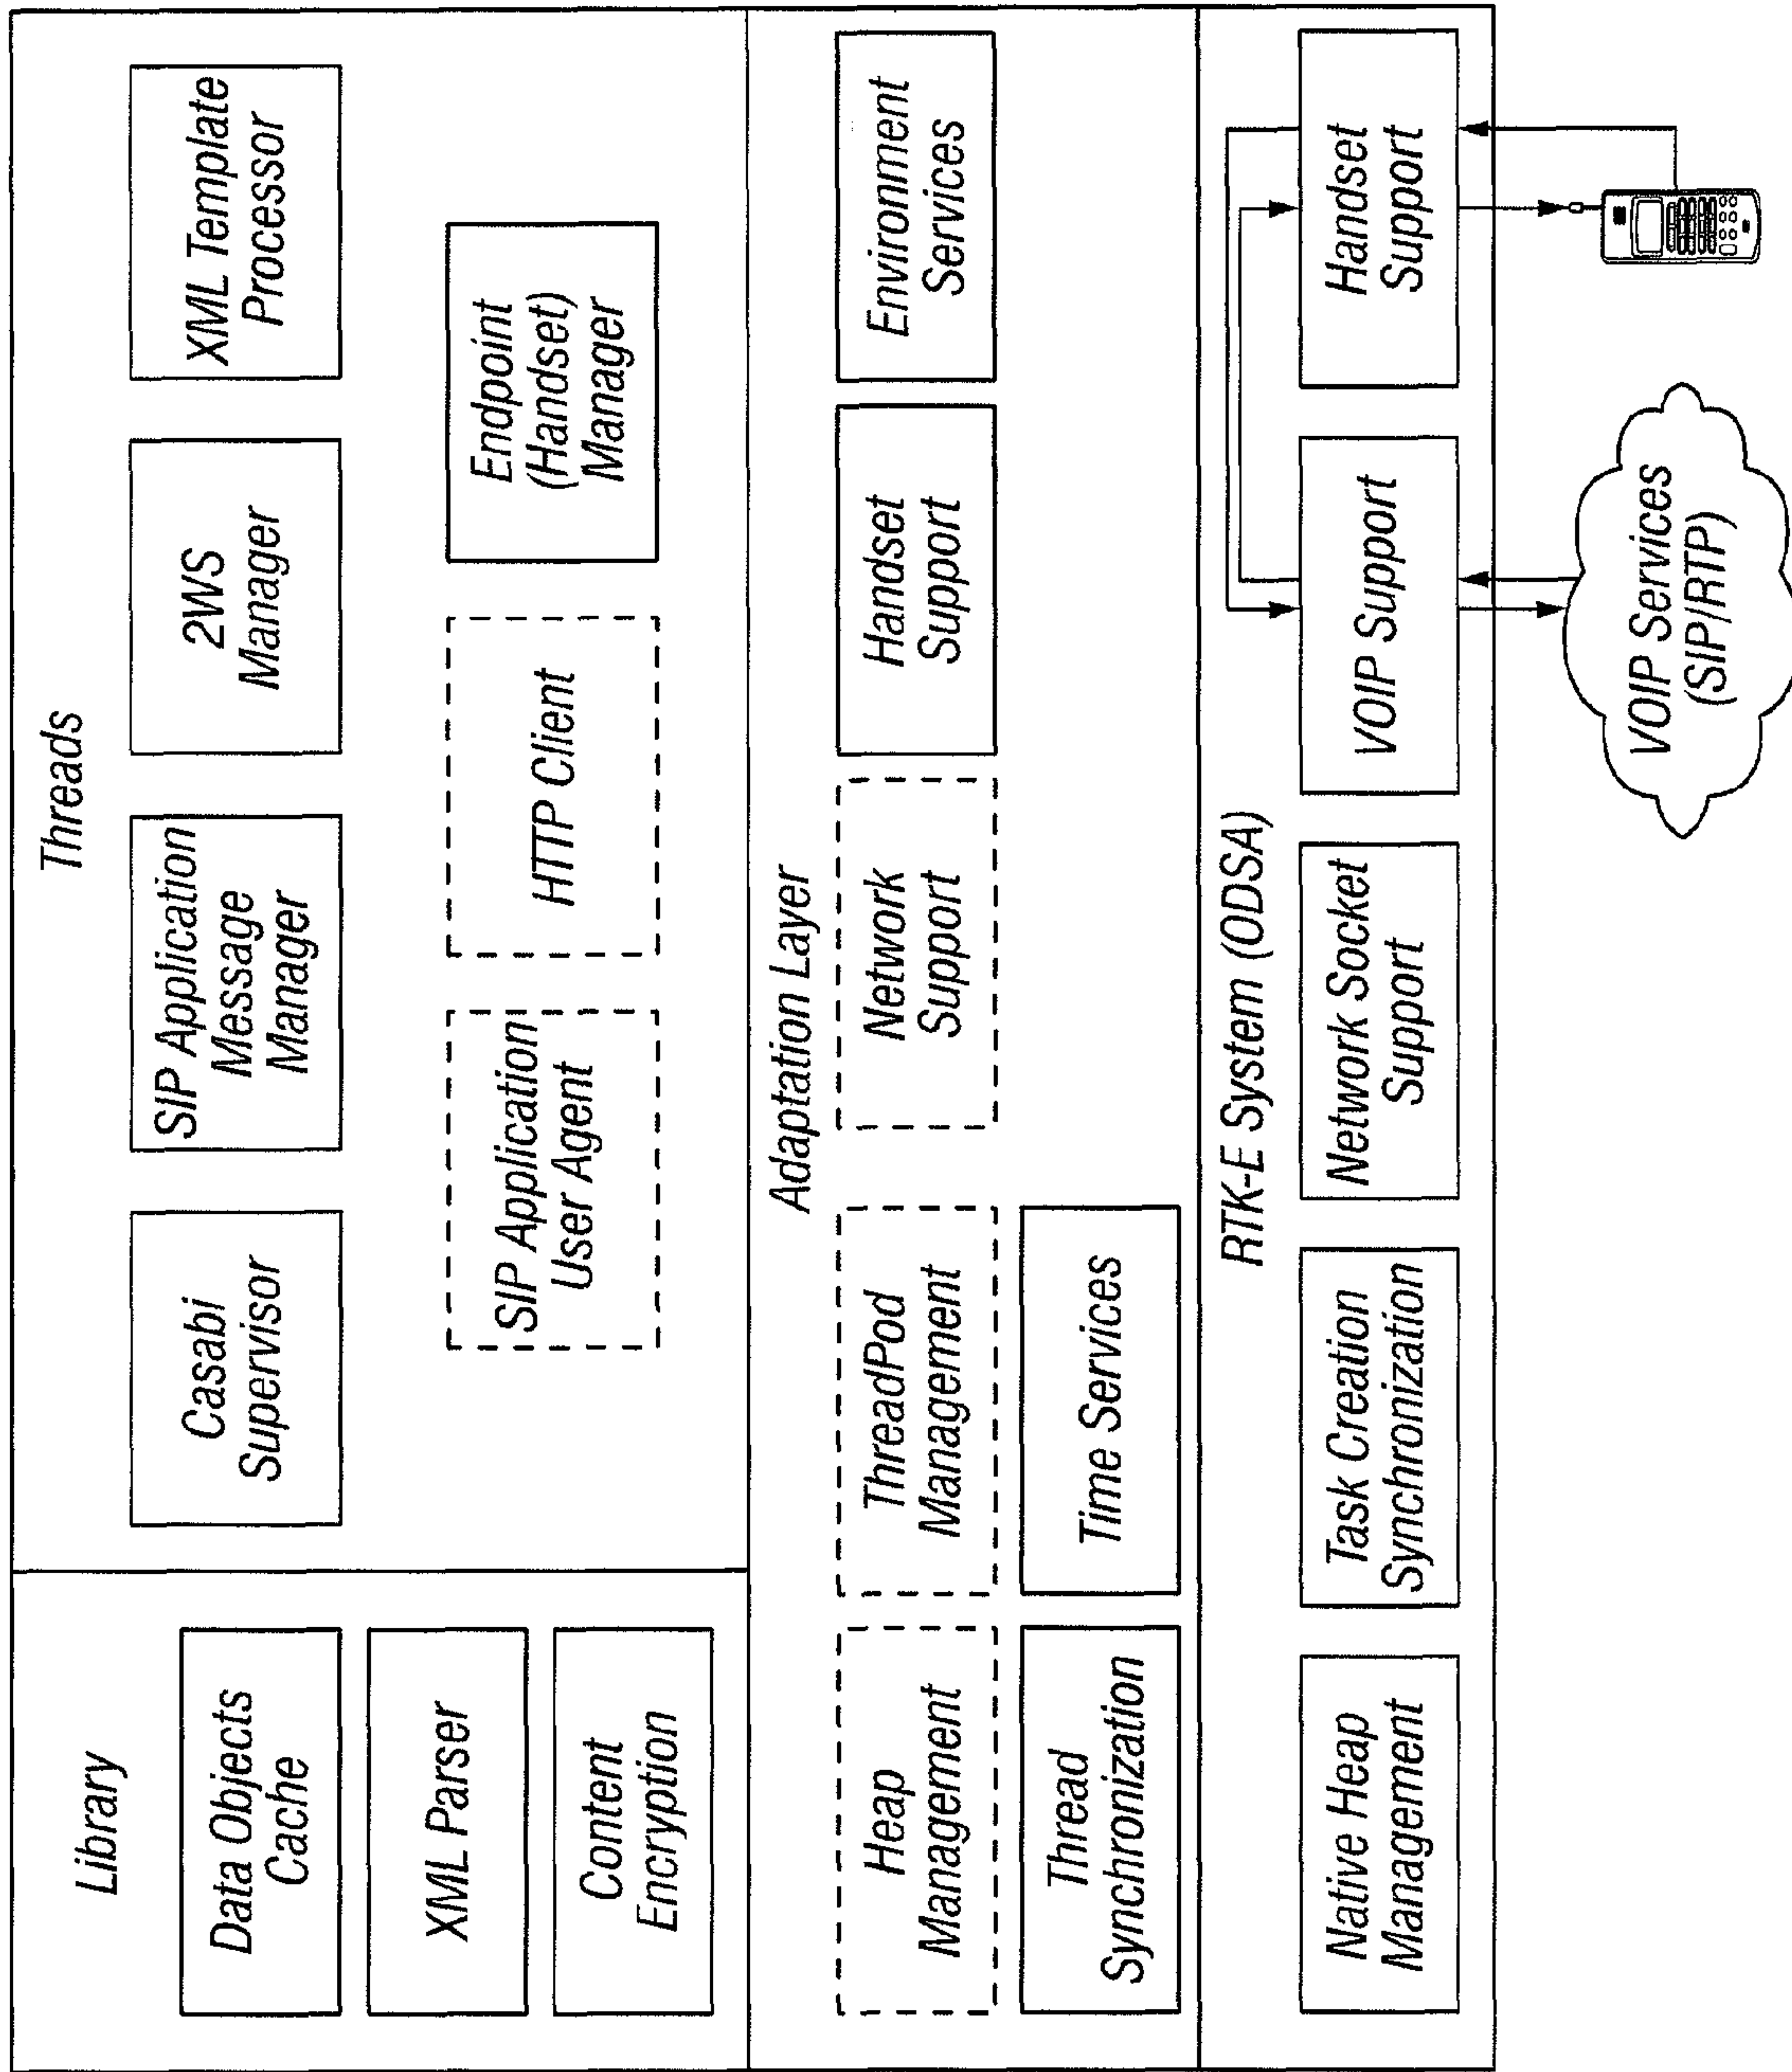 Library
Data Objects
Cache
XML Parser
Content
Encryption
Threads
Casabi
Supervisor
SIP Application
Message
Manager
2WS
Manager
XML Template
Processor
SIP Application
User Agent
HTTP Client
Endpoint
(Handset)
Manager
Adaptation Layer
Heap
Management
ThreadPod
Management
Network
Support
Handset
Support
Environment
Services
Thread
Synchronization
Time Services
RTK-E System (ODSA)
Native Heap
Management
Task Creation
Synchronization
Network Socket
Support
VOIP Support
Handset
Support
VOIP Services
(SIP/RTP)